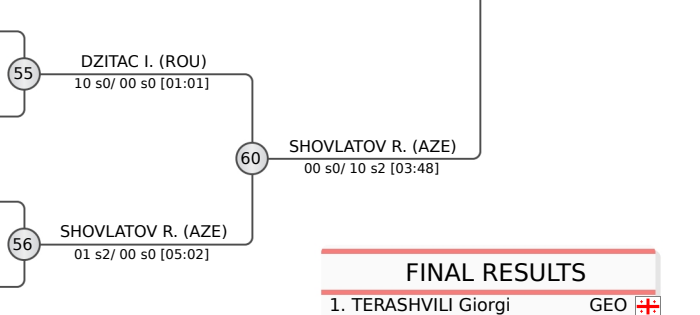 DZITAC I. (ROU)
55
10 s0/ 00 s0 [01:01]
SHOVLATOV R. (AZE)
60
00 s0/ 10 s2 [03:48]
SHOVLATOV R. (AZE)
56
01 s2/ 00 s0 [05:02]
FINAL RESULTS
1. TERASHVILI Giorgi GEO